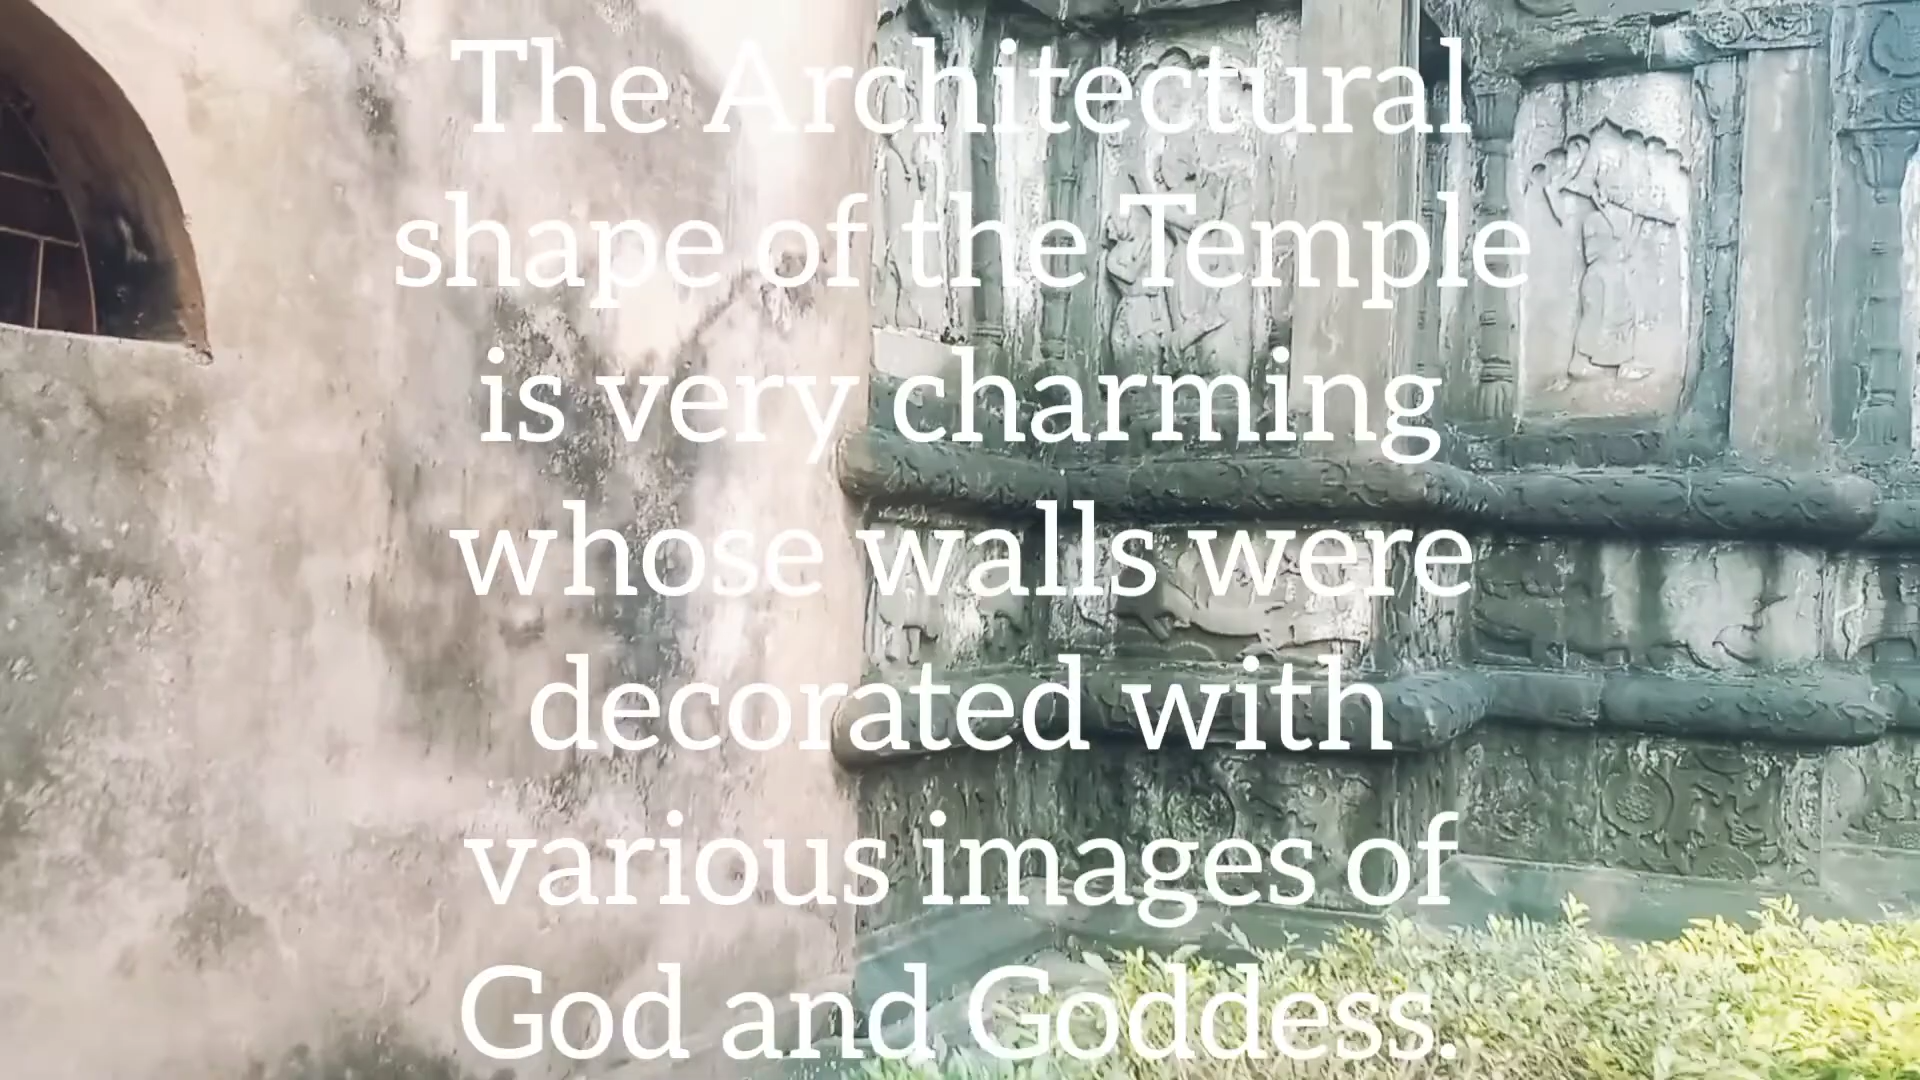 The Architectural
shape of the Temple
is very charming
whose walls were
decorated with
various images of
God and Goddess.